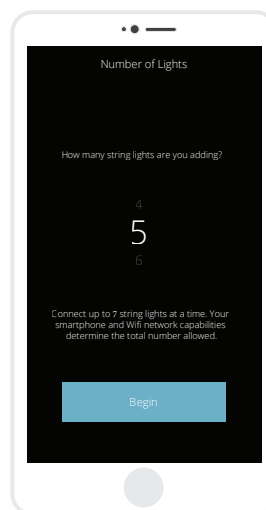 Number of Lights
How many string lights are you adding?
4
5
6
Connect up to 7 string lights at a time. Your
smartphone and Wifi network capabilities
determine the total number allowed.
Begin